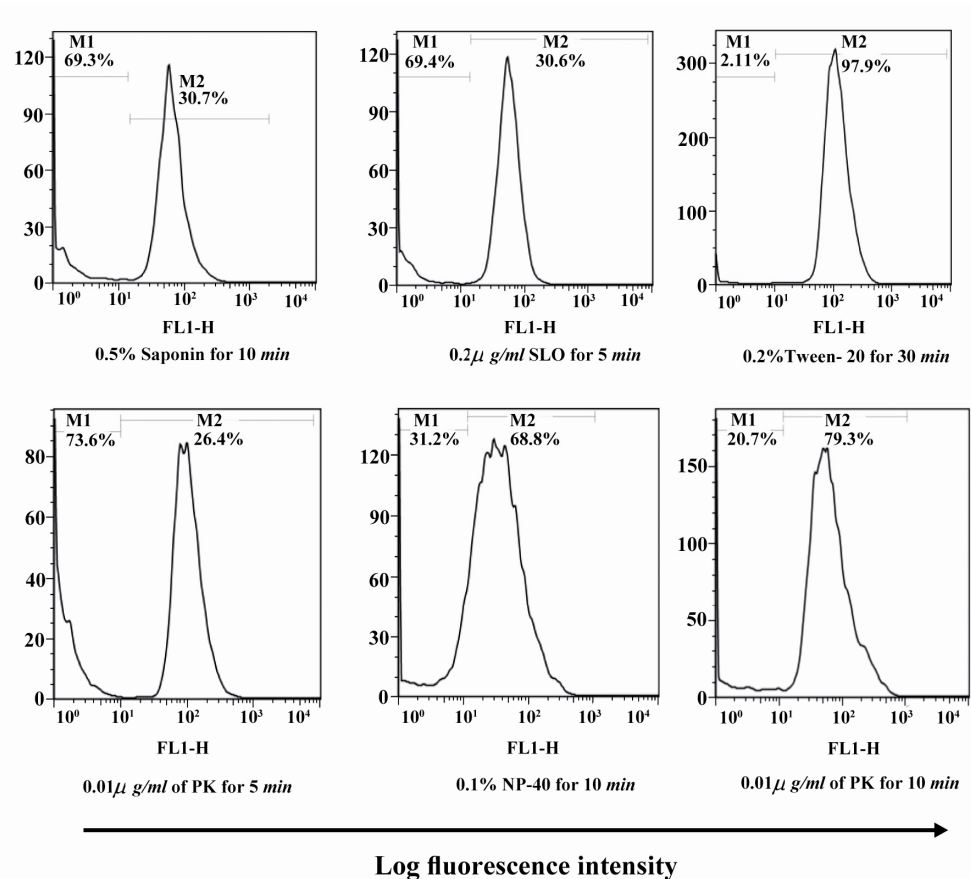 M1
69.3%
M2
30.7%
120
90
60
30
0
10⁰ 10¹ 10² 10³ 10⁴
FL1-H
0.5% Saponin for 10 min
M1
69.4%
M2
30.6%
120
90
60
30
0
10⁰ 10¹ 10² 10³ 10⁴
FL1-H
0.2μ g/ml SLO for 5 min
M1
2.11%
M2
97.9%
300
200
100
0
10⁰ 10¹ 10² 10³ 10⁴
FL1-H
0.2%Tween- 20 for 30 min
M1
73.6%
M2
26.4%
80
60
40
20
0
10⁰ 10¹ 10² 10³ 10⁴
FL1-H
0.01μ g/ml of PK for 5 min
M1
31.2%
M2
68.8%
120
90
60
30
0
10⁰ 10¹ 10² 10³ 10⁴
FL1-H
0.1% NP-40 for 10 min
M1
20.7%
M2
79.3%
150
100
50
0
10⁰ 10¹ 10² 10³ 10⁴
FL1-H
0.01μ g/ml of PK for 10 min
Log fluorescence intensity